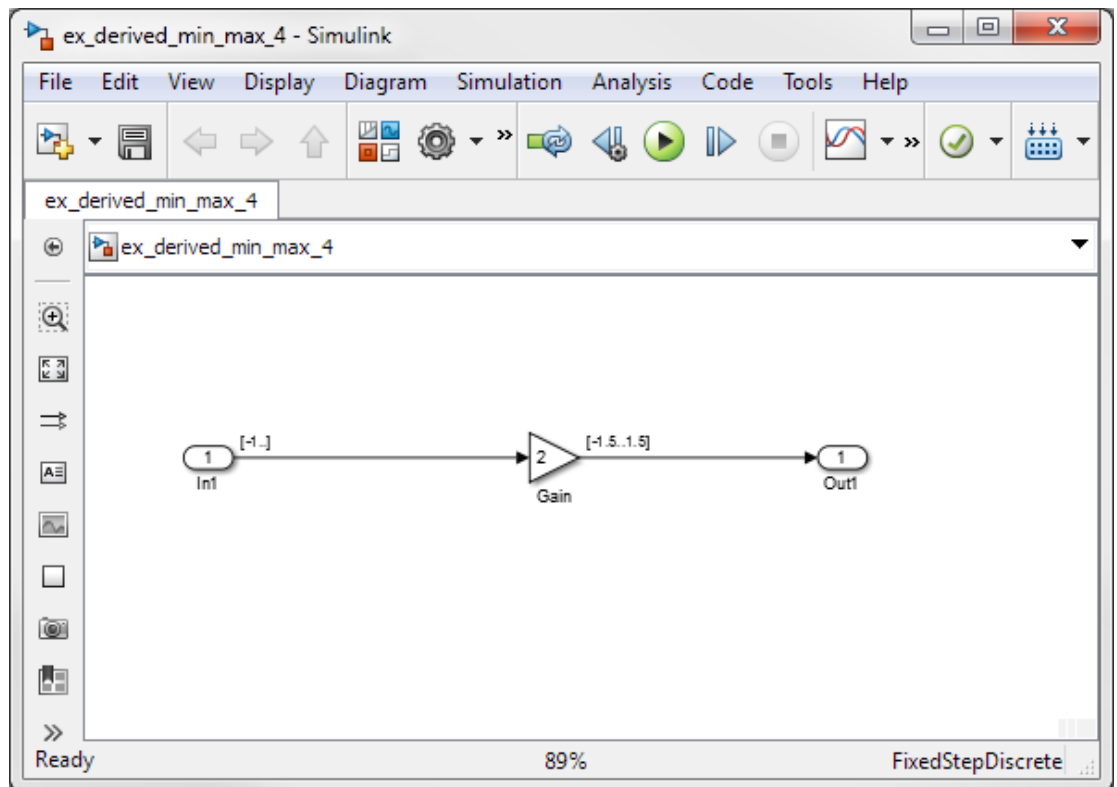 ex_derived_min_max_4 - Simulink
File Edit View Display Diagram Simulation Analysis Code Tools Help
ex_derived_min_max_4
ex_derived_min_max_4
[-1..]
[-1.5..1.5]
1
2
1
In1
Gain
Out1
Ready 89% FixedStepDiscrete